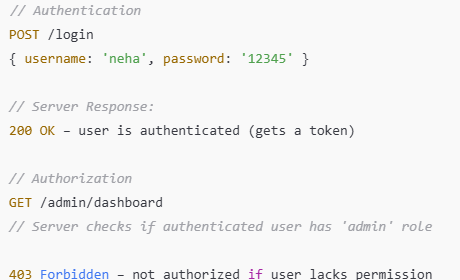 // Authentication
POST /login
{ username: 'neha', password: '12345' }
// Server Response:
200 OK – user is authenticated (gets a token)
// Authorization
GET /admin/dashboard
// Server checks if authenticated user has 'admin' role
403 Forbidden – not authorized if user lacks permission